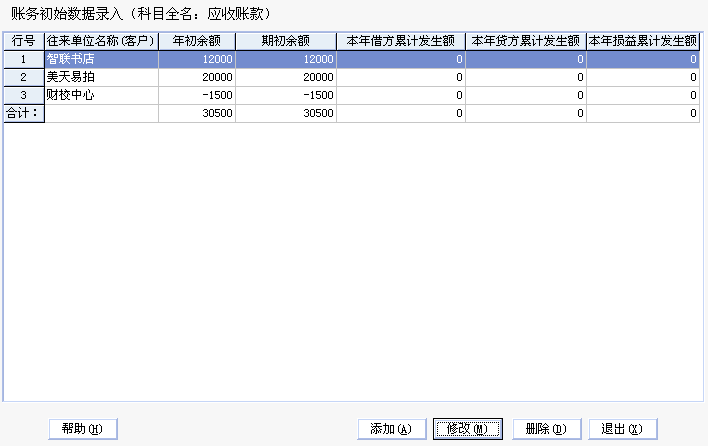 账务初始数据录入（科目全名：应收账款）
行号 往来单位名称(客户) 年初余额 期初余额 本年借方累计发生额 本年贷方累计发生额 本年损益累计发生额
1 智联书店 12000 12000 0 0 0
2 美天易拍 20000 20000 0 0 0
3 财校中心 -1500 -1500 0 0 0
合计： 30500 30500 0 0 0
帮助(H) 添加(A) 修改(M) 删除(D) 退出(X)